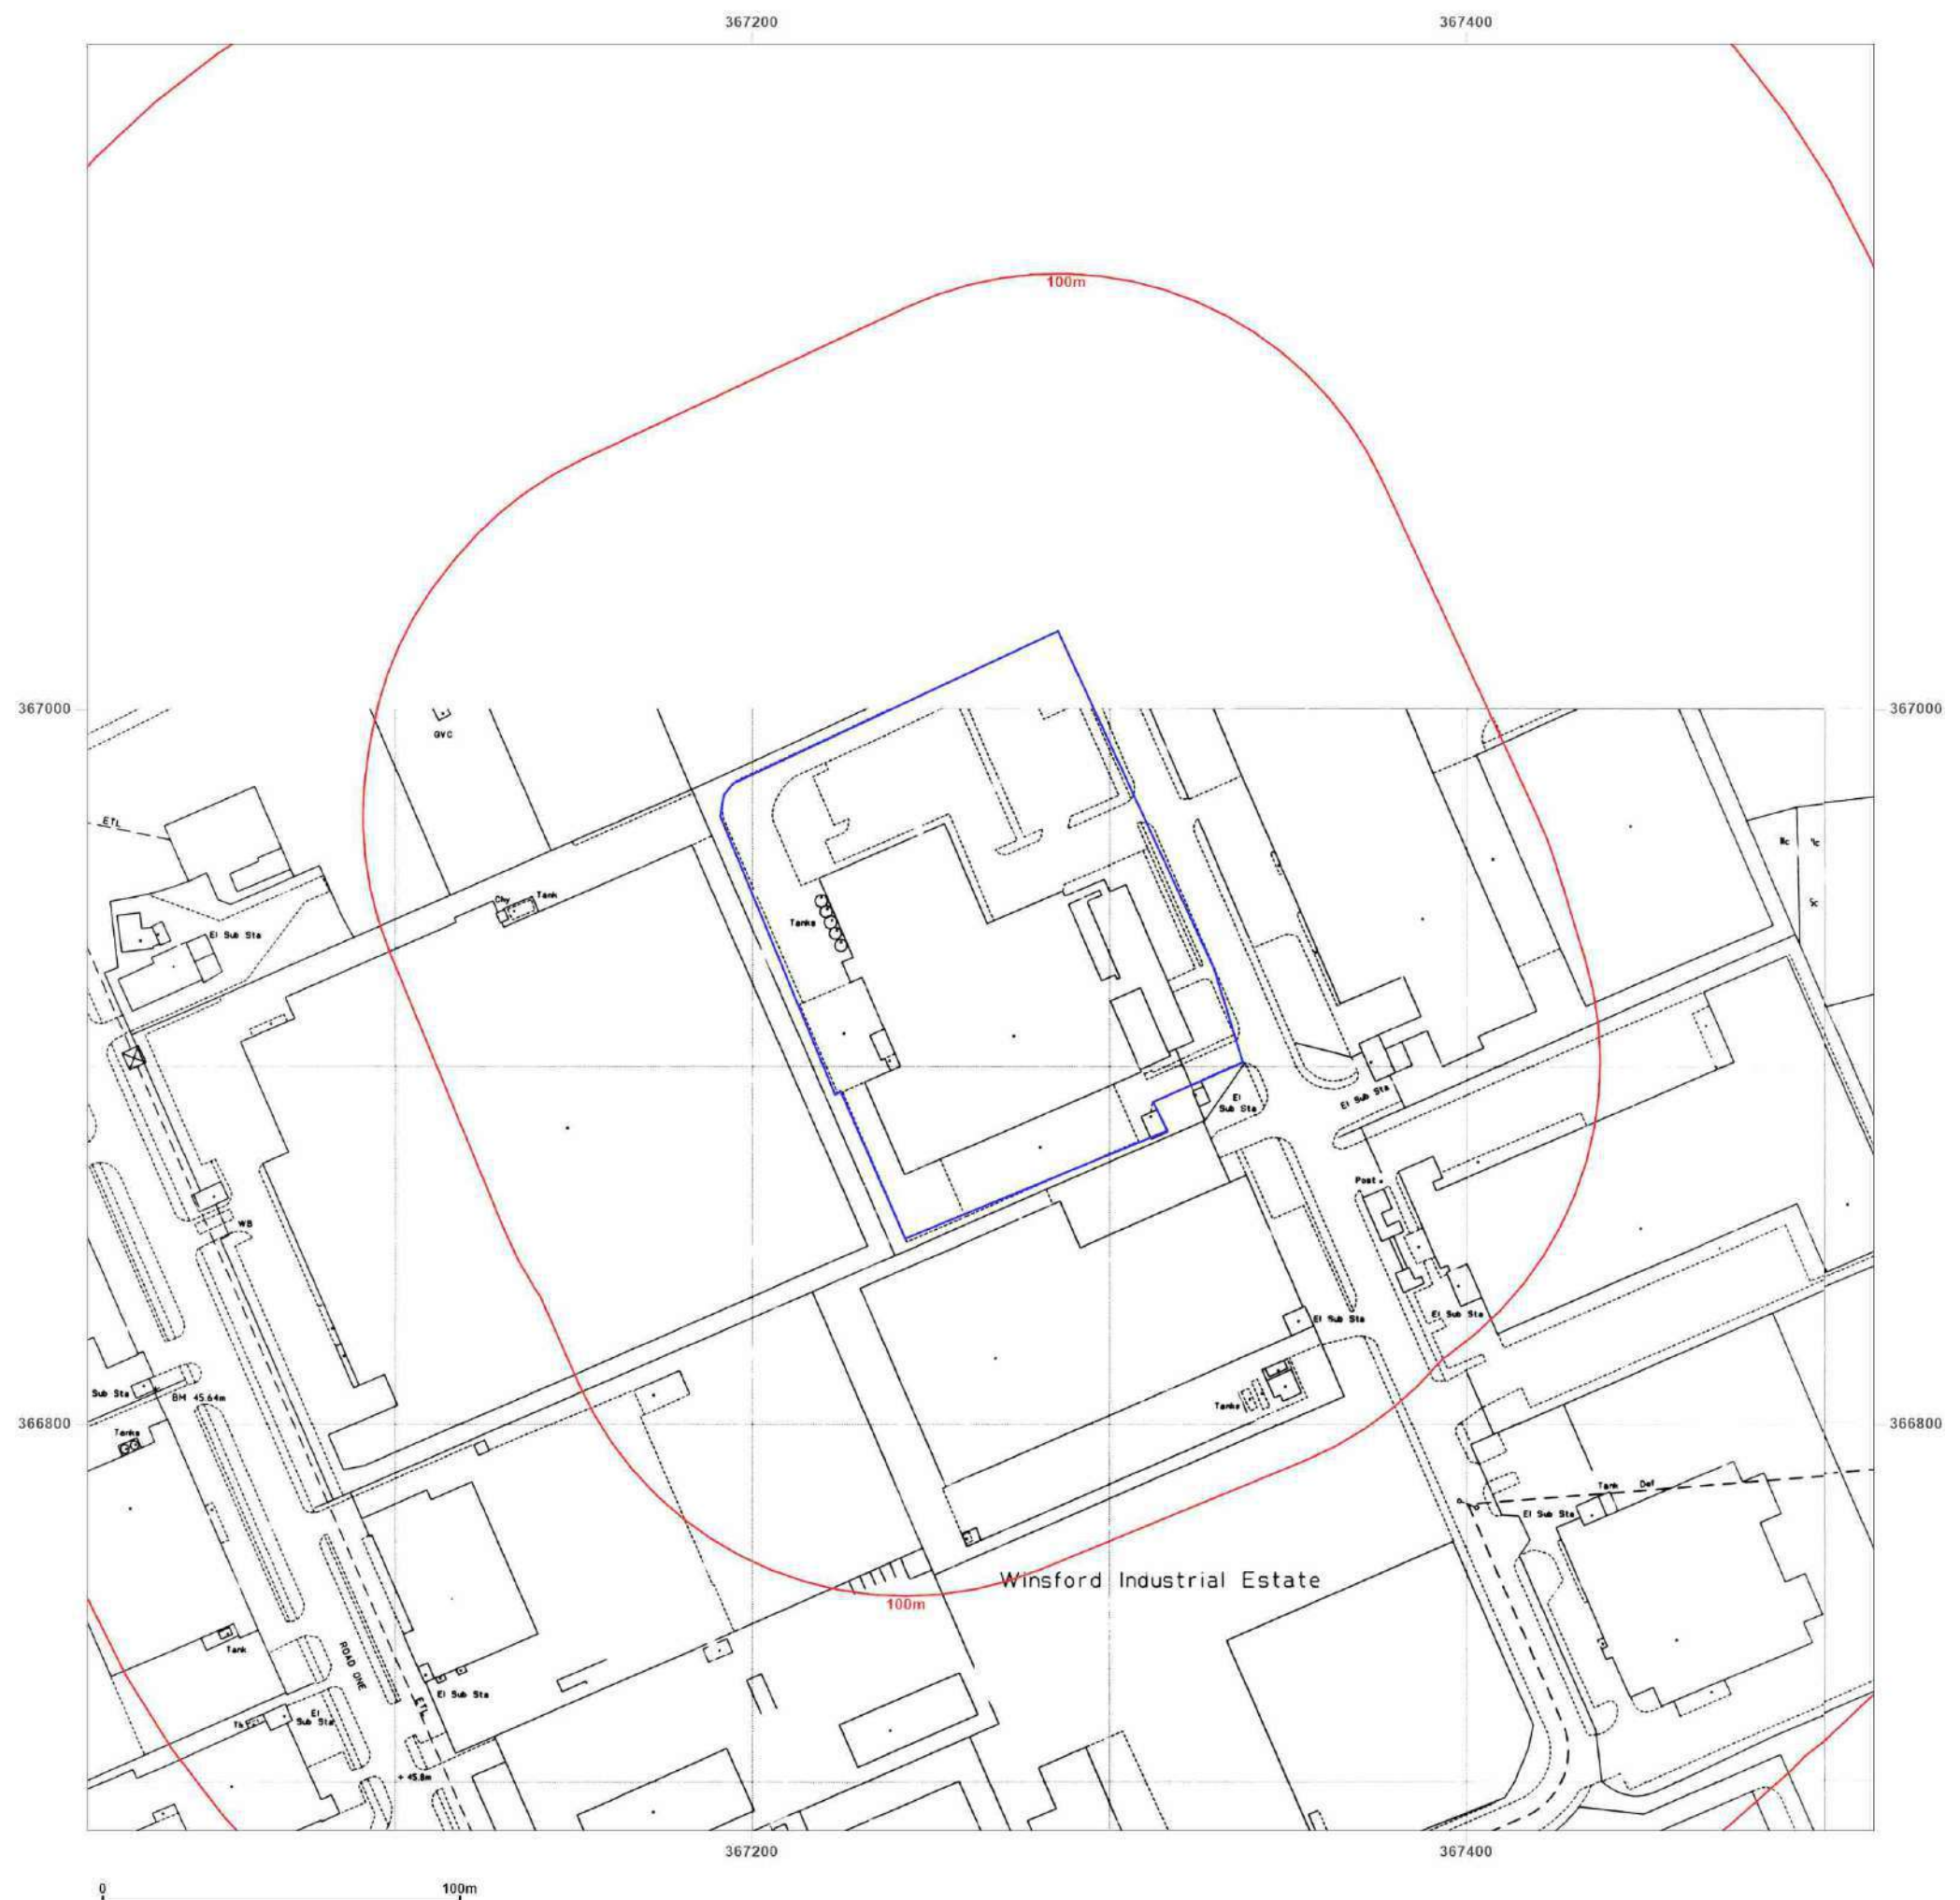 367200
367400
100m
367000
367000
GVC
ETL
Chy
Tank
El Sub Sta
Tanks
El
Sub Sta
El Sub Sta
Post
WB
El Sub Sta
El Sub Sta
Sub Sta
BM 45.64m
Tanks
Tanks
366800
366800
Tank
Def
El Sub Sta
Winsford Industrial Estate
100m
Tank
ROAD ONE
ETL
El Sub Sta
El
Sub Sta
+ 45.8m
367200
367400
0
100m